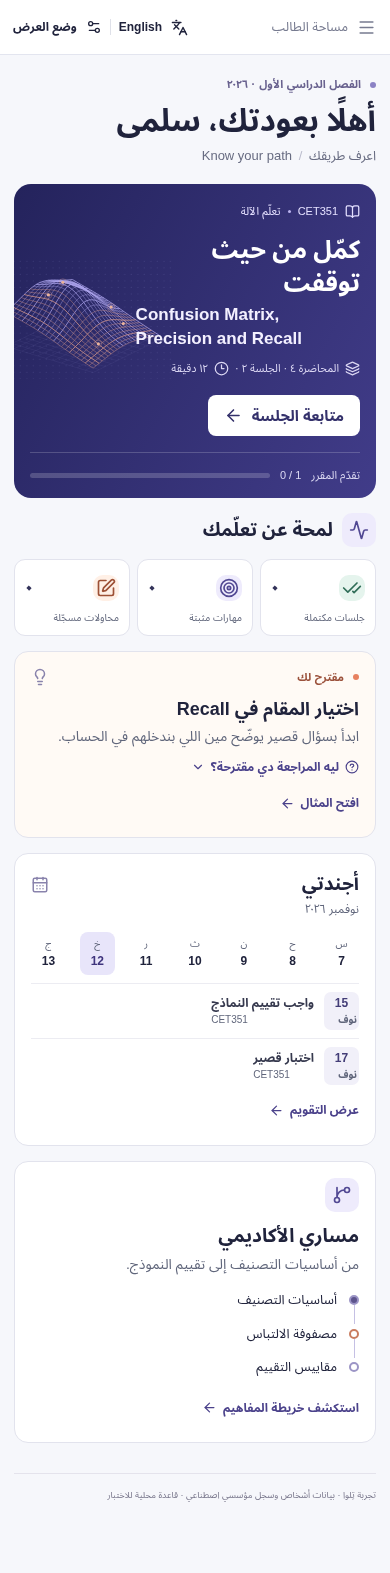 مساحة الطالب
English
وضع العرض
الفصل الدراسي الأول · ٢٠٢٦
أهلًا بعودتك، سلمى
اعرف طريقك / Know your path
CET351 • تعلّم الآلة
كمّل من حيث
توقفت
Confusion Matrix,
Precision and Recall
المحاضرة ٤ · الجلسة ٢ · ١٢ دقيقة
متابعة الجلسة
تقدّم المقرر 0 / 1
لمحة عن تعلّمك
جلسات مكتملة
مهارات مثبتة
محاولات مسجّلة
مقترح لك
اختيار المقام في Recall
ابدأ بسؤال قصير يوضّح مين اللي بندخلهم في الحساب.
ليه المراجعة دي مقترحة؟
افتح المثال
أجندتي
نوفمبر ٢٠٢٦
س ح ن ث ر خ ج
7 8 9 10 11 12 13
15 نوف
واجب تقييم النماذج
CET351
17 نوف
اختبار قصير
CET351
عرض التقويم
مساري الأكاديمي
من أساسيات التصنيف إلى تقييم النموذج.
أساسيات التصنيف
مصفوفة الالتباس
مقاييس التقييم
استكشف خريطة المفاهيم
تجربة تِلوا · بيانات أشخاص وسجل مؤسسي اصطناعي · قاعدة محلية للاختبار